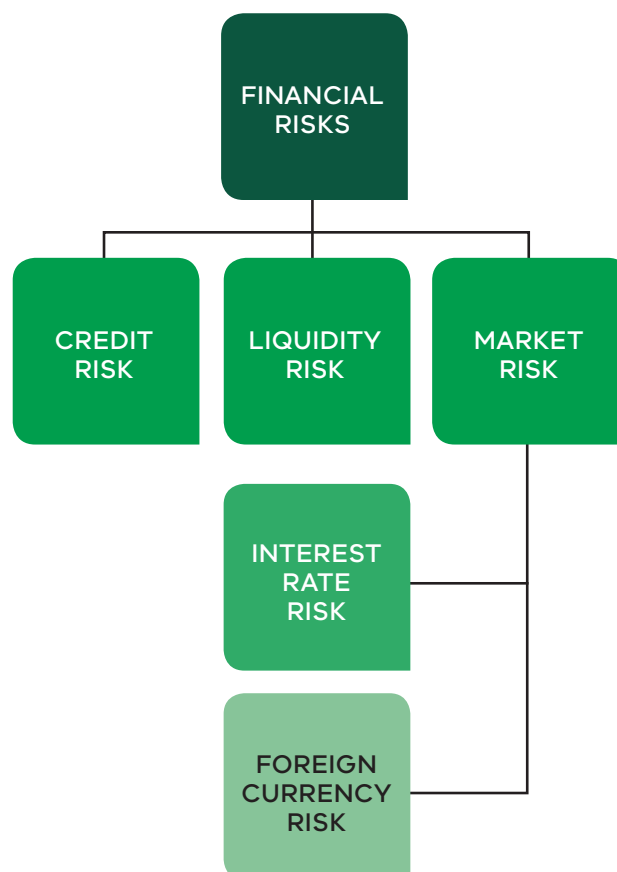 FINANCIAL
RISKS
CREDIT
RISK
LIQUIDITY
RISK
MARKET
RISK
INTEREST
RATE
RISK
FOREIGN
CURRENCY
RISK